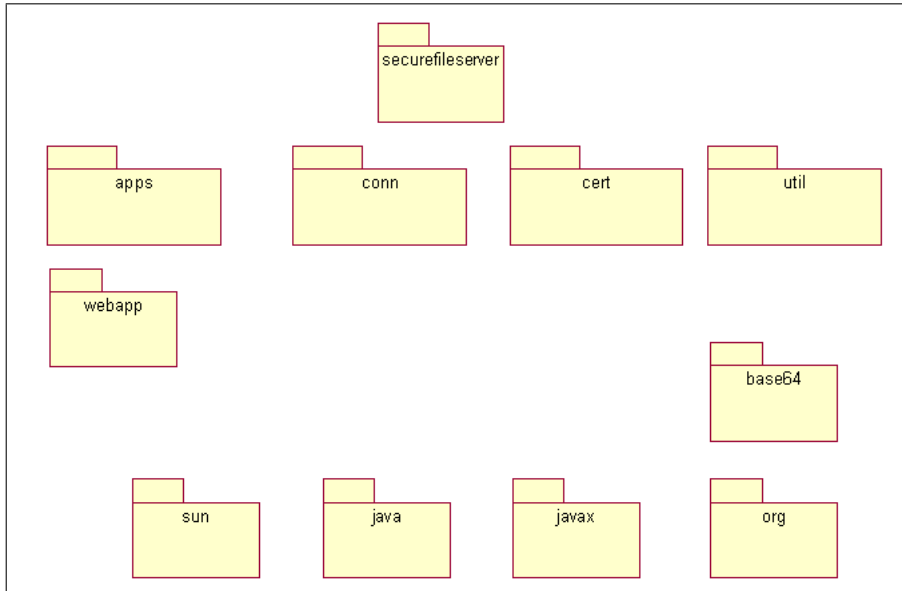 securefileserver
apps
conn
cert
util
webapp
base64
sun
java
javax
org